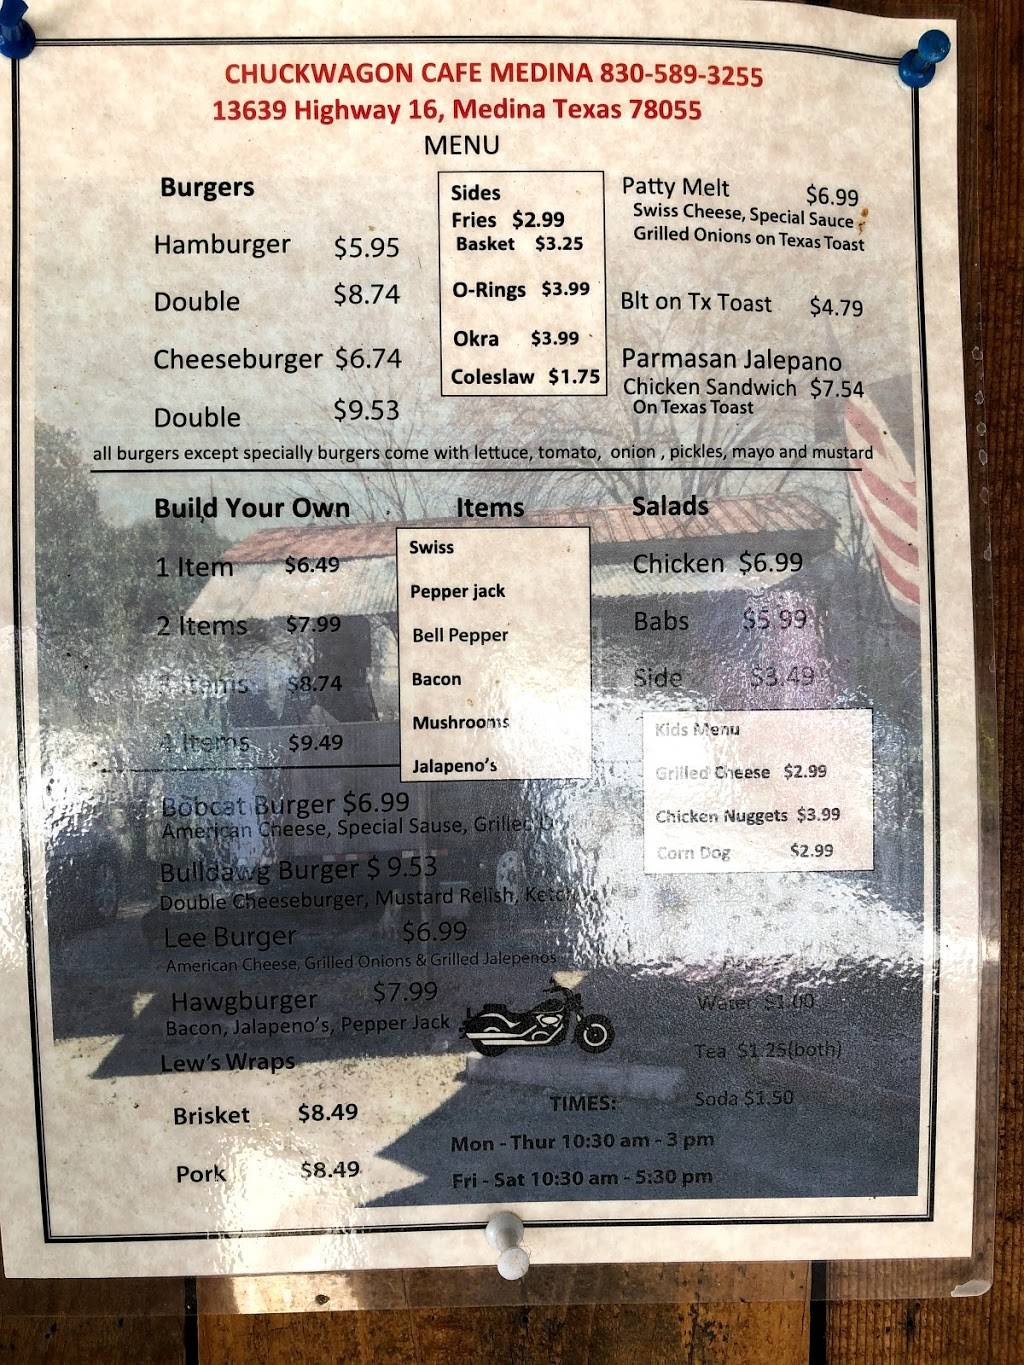 CHUCKWAGON CAFE MEDINA 830-589-3255
13639 Highway 16, Medina Texas 78055
MENU
Burgers
Hamburger $5.95
Double $8.74
Cheeseburger $6.74
Double $9.53
Sides
Fries $2.99
Basket $3.25
O-Rings $3.99
Okra $3.99
Coleslaw $1.75
Patty Melt $6.99
Swiss Cheese, Special Sauce
Grilled Onions on Texas Toast
Blt on Tx Toast $4.79
Parmasan Jalepano
Chicken Sandwich $7.54
On Texas Toast
all burgers except specially burgers come with lettuce, tomato, onion , pickles, mayo and mustard
Build Your Own
1 Item $6.49
2 Items $7.99
3 Items $8.74
4 Items $9.49
Items
Swiss
Pepper jack
Bell Pepper
Bacon
Mushrooms
Jalapeno's
Salads
Chicken $6.99
Babs $5.99
Side $3.49
Kids Menu
Grilled Cheese $2.99
Chicken Nuggets $3.99
Corn Dog $2.99
Bobcat Burger $6.99
American Cheese, Special Sause, Grilled
Bulldawg Burger $ 9.53
Double Cheeseburger, Mustard Relish,
Lee Burger $6.99
American Cheese, Grilled Onions & Grilled Jalepenos
Hawgburger $7.99
Bacon, Jalapeno's, Pepper Jack
Lew's Wraps
Brisket $8.49
Pork $8.49
Water $1.00
Tea $1.25(both)
Soda $1.50
TIMES:
Mon - Thur 10:30 am - 3 pm
Fri - Sat 10:30 am - 5:30 pm